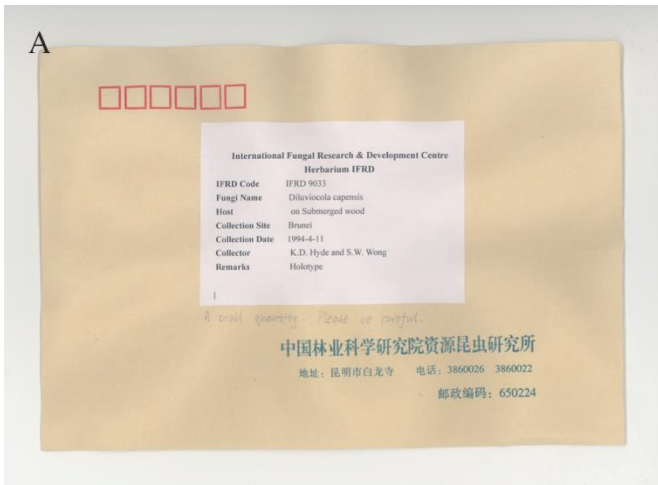 A
International Fungal Research & Development Centre
Herbarium IFRD
IFRD Code IFRD 9033
Fungi Name Diluviocola capensis
Host on Submerged wood
Collection Site Brunei
Collection Date 1994-4-11
Collector K.D. Hyde and S.W. Wong
Remarks Holotype
A small quantity. Please be careful.
中国林业科学研究院资源昆虫研究所
地址：昆明市白龙寺 电话：3860026 3860022
邮政编码：650224